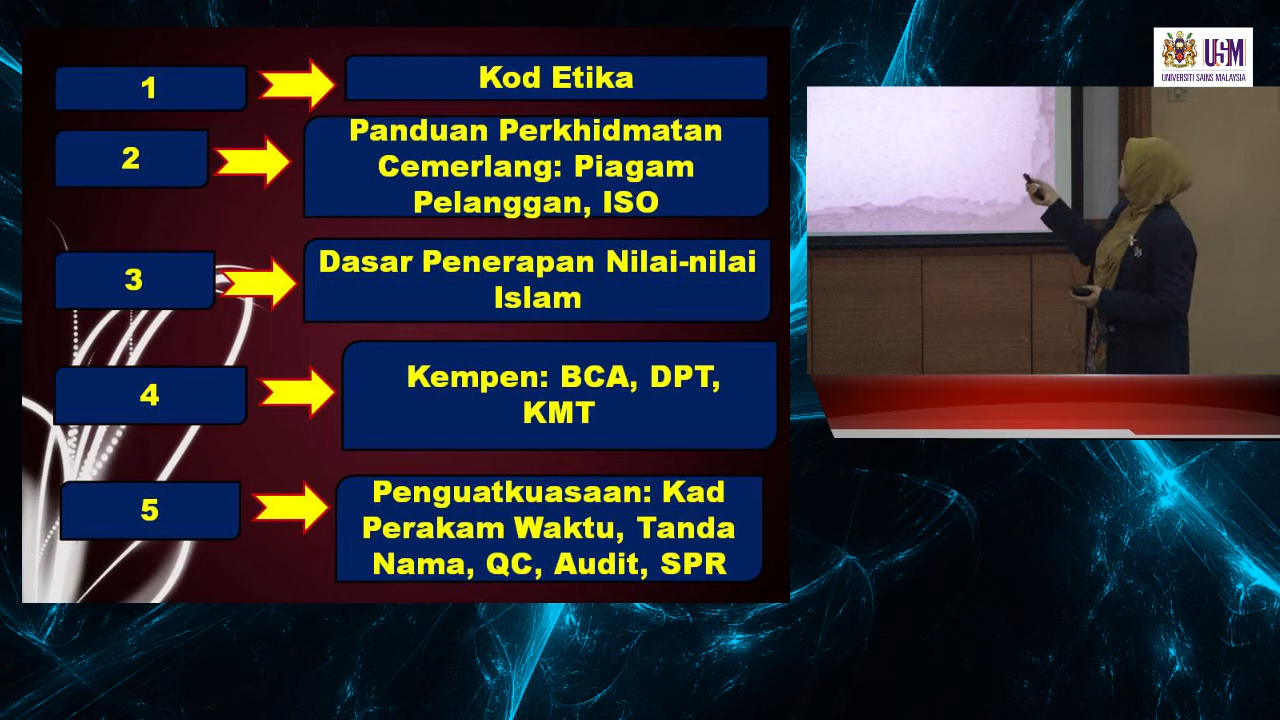 1
Kod Etika
2
Panduan Perkhidmatan
Cemerlang: Piagam
Pelanggan, ISO
3
Dasar Penerapan Nilai-nilai
Islam
4
Kempen: BCA, DPT,
KMT
5
Penguatkuasaan: Kad
Perakam Waktu, Tanda
Nama, QC, Audit, SPR
USM
UNIVERSITI SAINS MALAYSIA